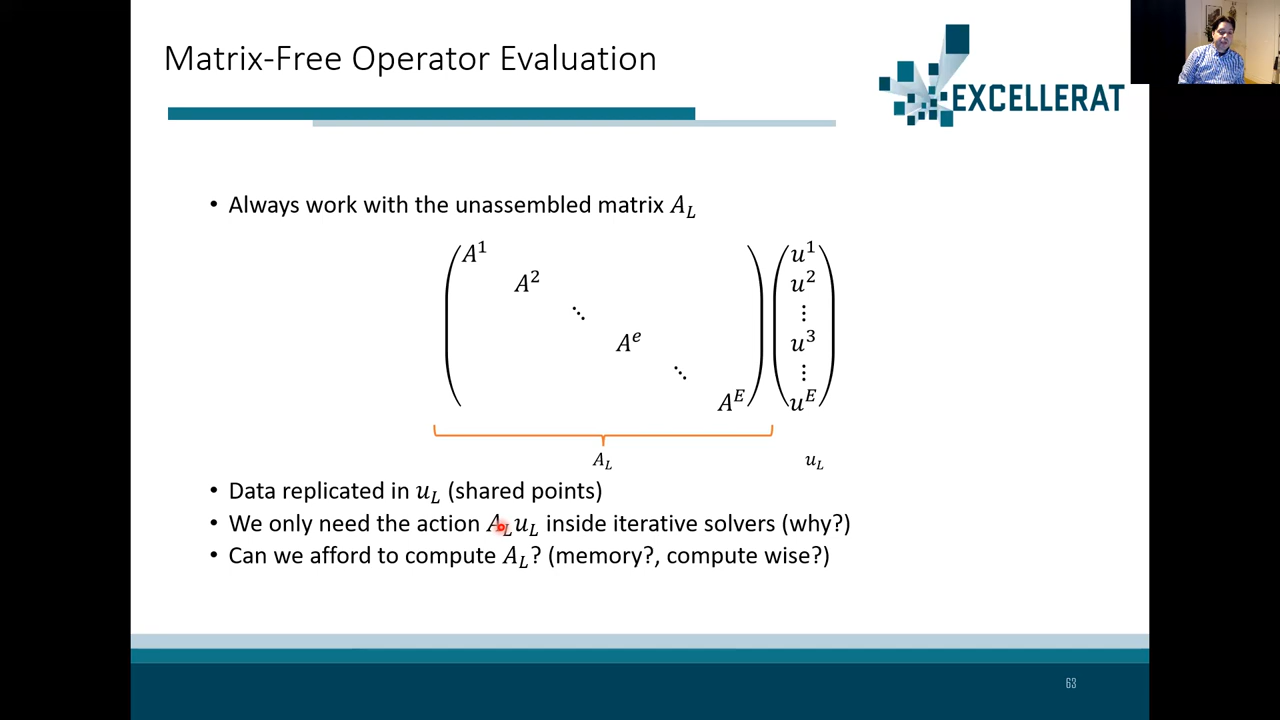 Matrix-Free Operator Evaluation
EXCELLERAT
• Always work with the unassembled matrix A_L
A^1 u^1
A^2 u^2
⋱ ⋮
A^e u^3
⋱ ⋮
A^E u^E
A_L u_L
• Data replicated in u_L (shared points)
• We only need the action A_L u_L inside iterative solvers (why?)
• Can we afford to compute A_L? (memory?, compute wise?)
63